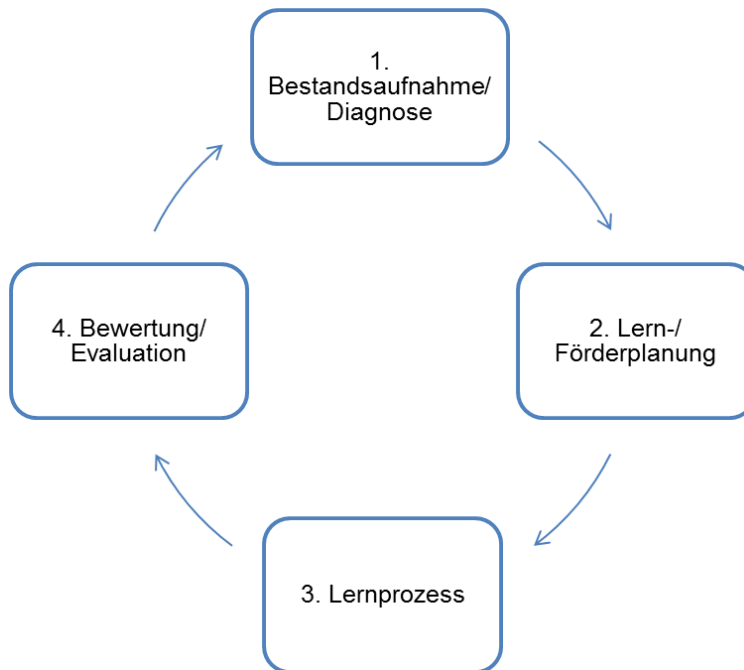 1.
Bestandsaufnahme/
Diagnose
2. Lern-/
Förderplanung
3. Lernprozess
4. Bewertung/
Evaluation